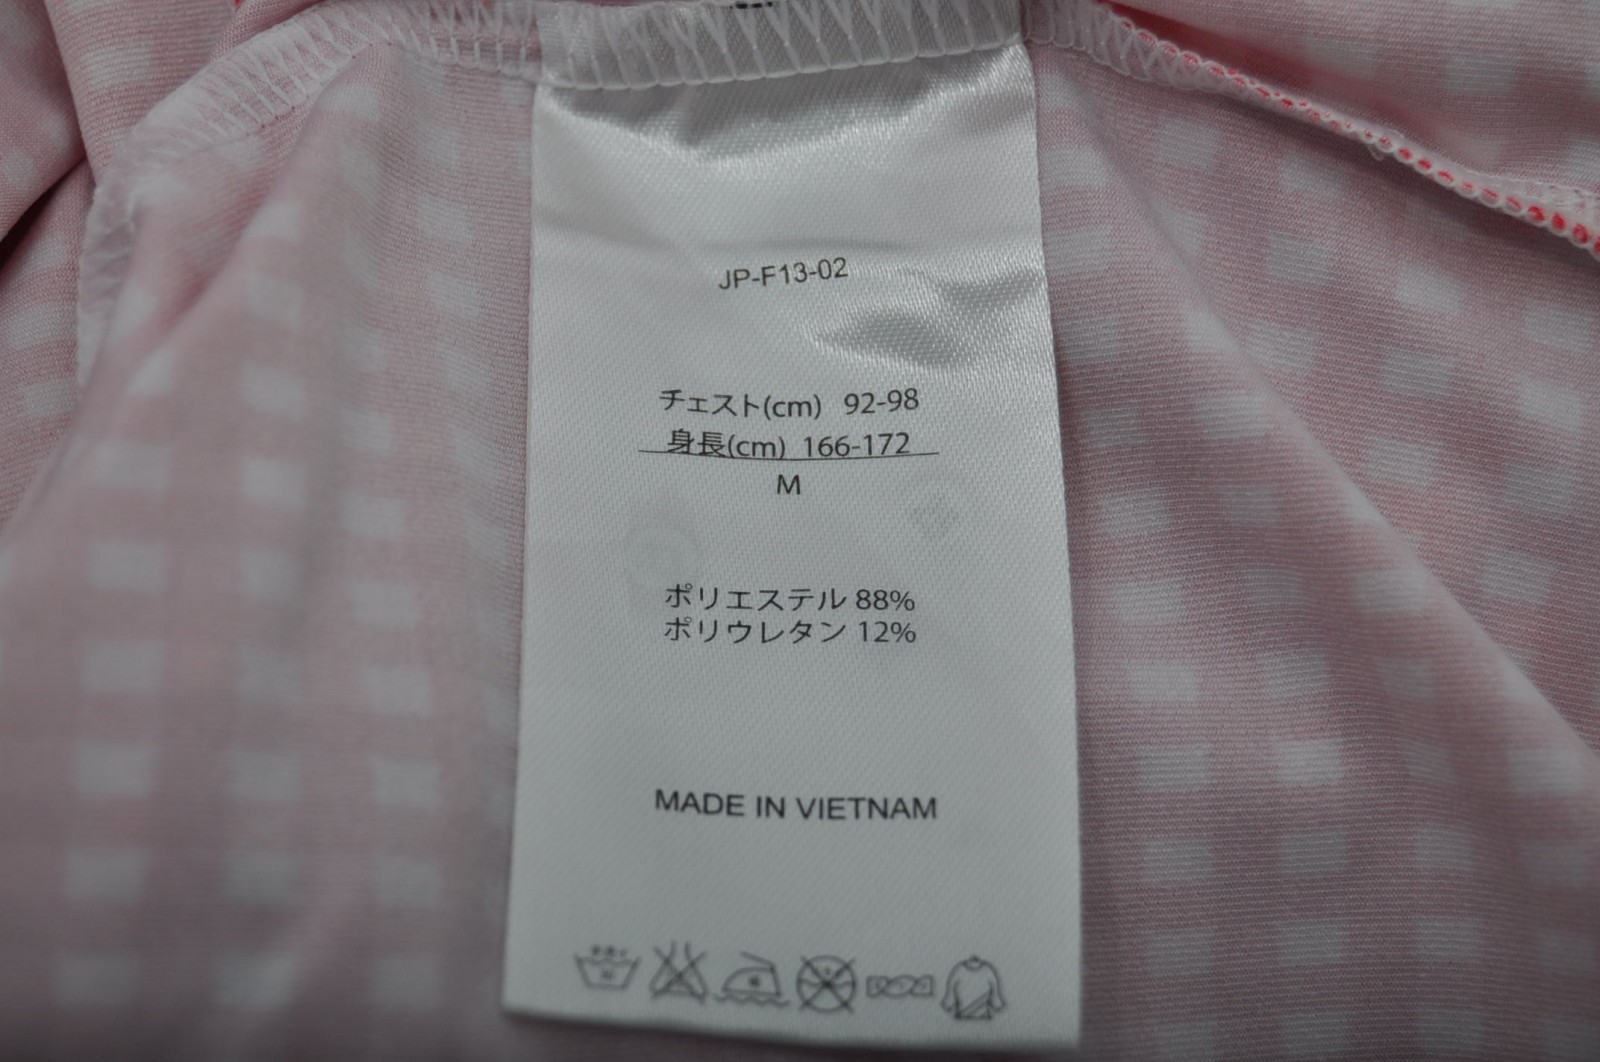 JP-F13-02
チェスト(cm) 92-98
身長(cm) 166-172
M
ポリエステル 88%
ポリウレタン 12%
MADE IN VIETNAM